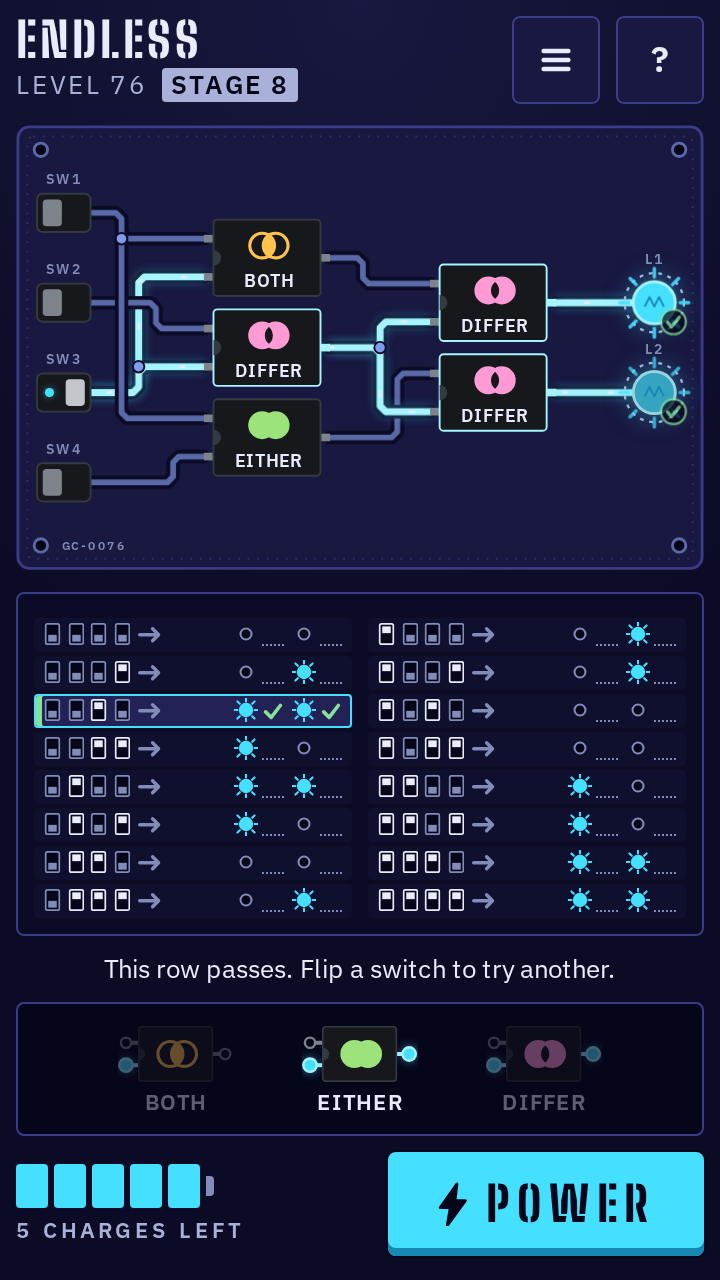 ENDLESS
LEVEL 76 STAGE 8
?
SW1
SW2
SW3
SW4
BOTH
DIFFER
EITHER
DIFFER
DIFFER
L1
L2
GC-0076
This row passes. Flip a switch to try another.
BOTH EITHER DIFFER
5 CHARGES LEFT
POWER